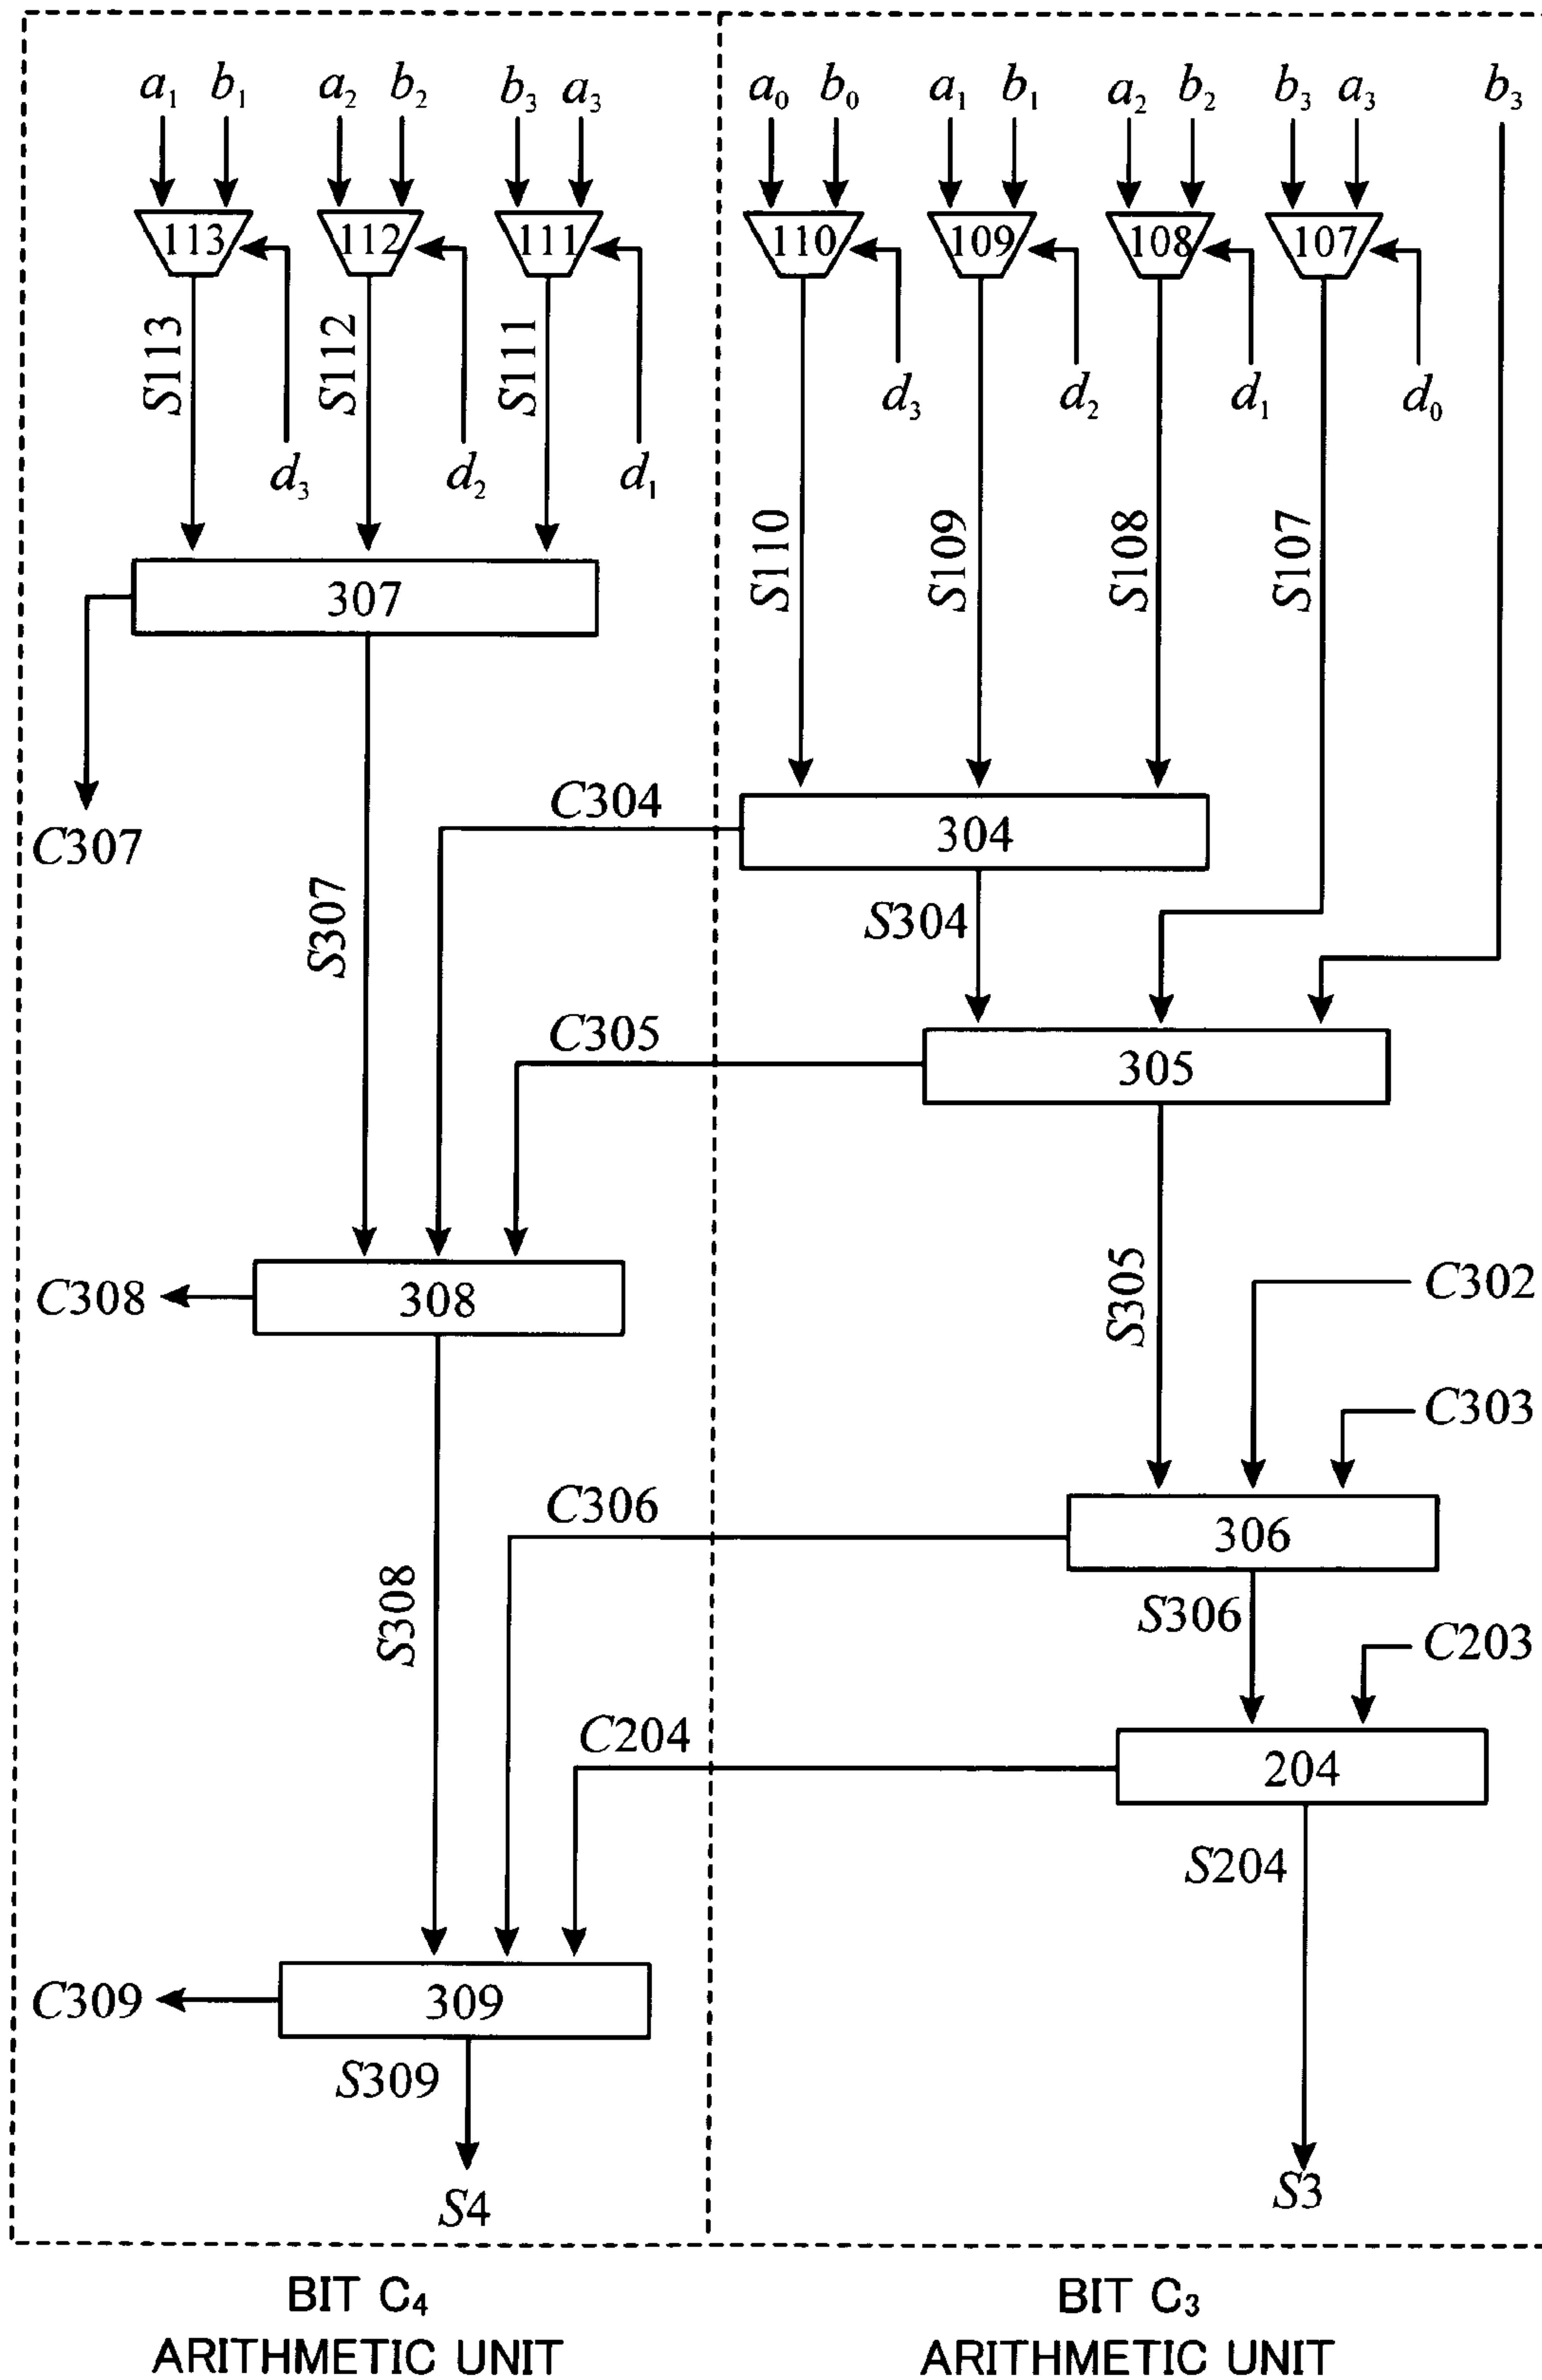 a₁ b₁ a₂ b₂ b₃ a₃ a₀ b₀ a₁ b₁ a₂ b₂ b₃ a₃ b₃
113 112 111 110 109 108 107
S113 S112 S111
d₃ d₂ d₁ d₀
d₃ d₂ d₁
S110 S109 S108 S107
307
C307
C304
304
S307
S304
C305
305
S305
C308
308
C302
C303
C306
306
S308
S306
C203
C204
204
S204
C309
309
S309
S4
S3
BIT C₄
ARITHMETIC UNIT
BIT C₃
ARITHMETIC UNIT